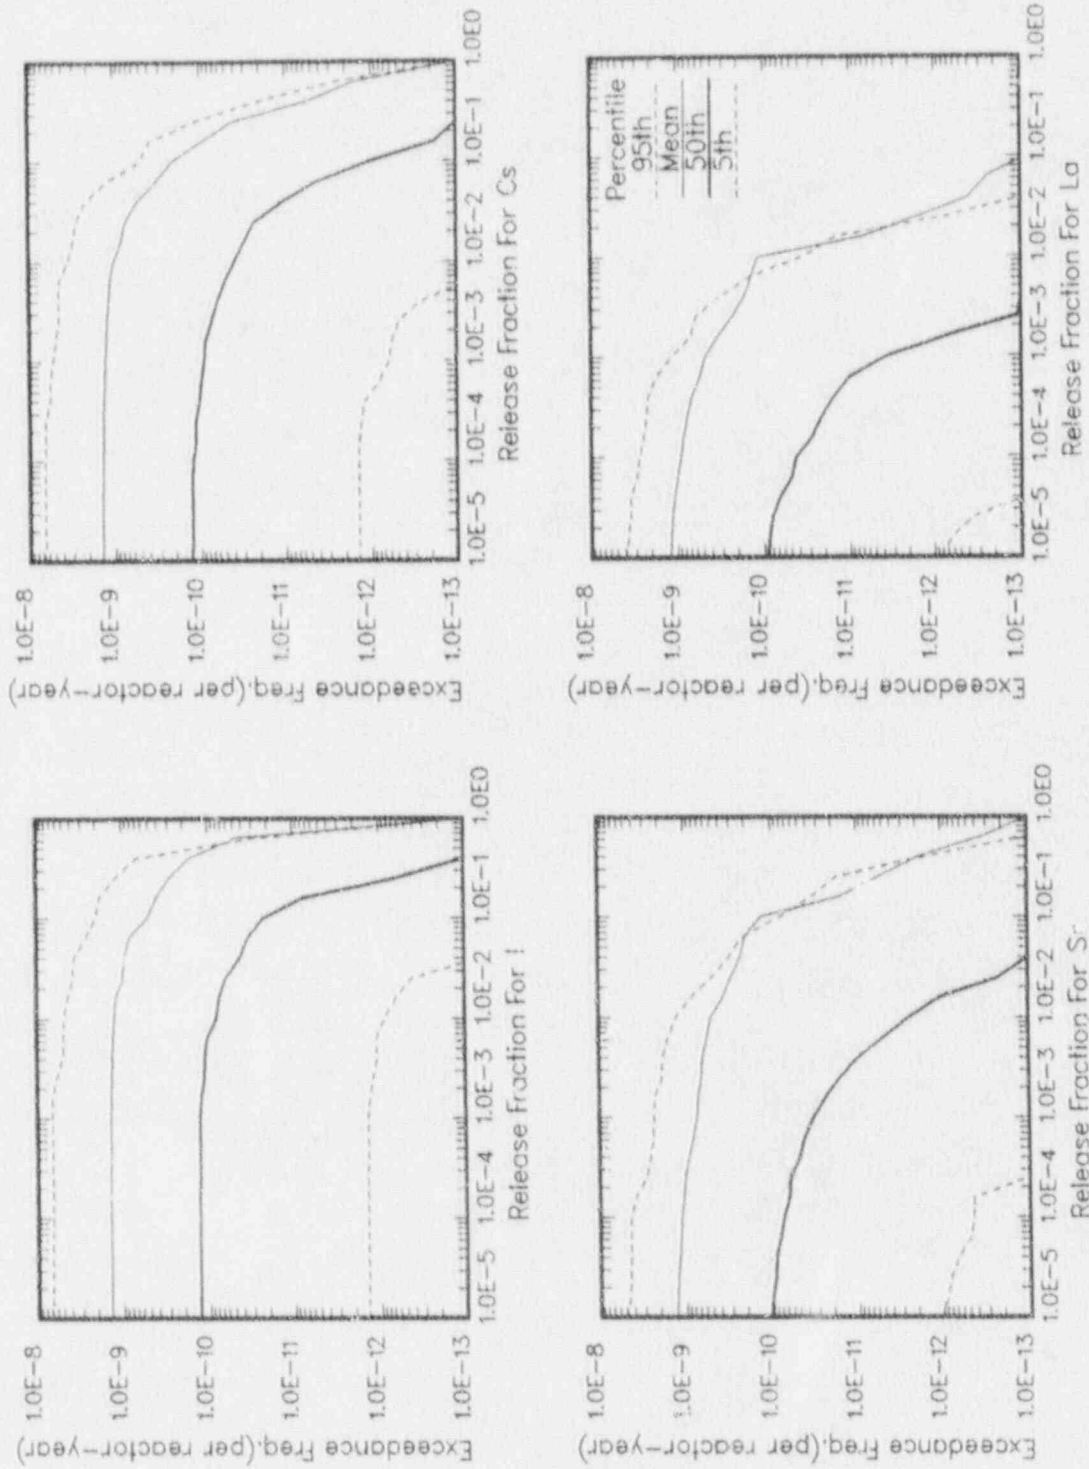 Exceedance Freq.(per reactor-year)
1.0E-8
1.0E-9
1.0E-10
1.0E-11
1.0E-12
1.0E-13
1.0E-5 1.0E-4 1.0E-3 1.0E-2 1.0E-1 1.0E0
Release Fraction For I
Exceedance Freq.(per reactor-year)
1.0E-8
1.0E-9
1.0E-10
1.0E-11
1.0E-12
1.0E-13
1.0E-5 1.0E-4 1.0E-3 1.0E-2 1.0E-1 1.0E0
Release Fraction For Cs
Exceedance Freq.(per reactor-year)
1.0E-8
1.0E-9
1.0E-10
1.0E-11
1.0E-12
1.0E-13
1.0E-5 1.0E-4 1.0E-3 1.0E-2 1.0E-1 1.0E0
Release Fraction For Sr
Exceedance Freq.(per reactor-year)
1.0E-8
1.0E-9
1.0E-10
1.0E-11
1.0E-12
1.0E-13
Percentile
95th
Mean
50th
5th
1.0E-5 1.0E-4 1.0E-3 1.0E-2 1.0E-1 1.0E0
Release Fraction For La